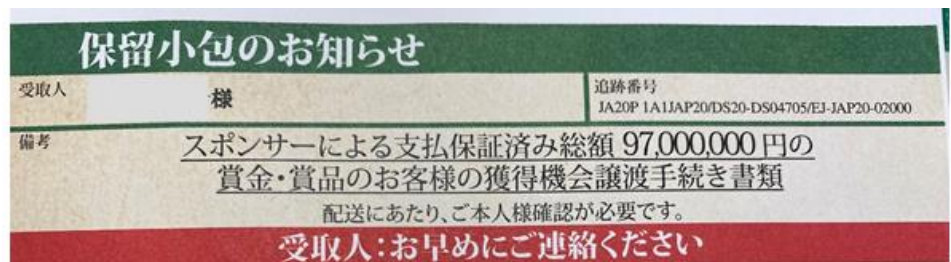 保留小包のお知らせ
受取人
様
追跡番号
JA20P 1A1JAP20/DS20-DS04705/EJ-JAP20-02000
備考
スポンサーによる支払保証済み総額 97,000,000 円の
賞金・賞品のお客様の獲得機会譲渡手続き書類
配送にあたり、ご本人様確認が必要です。
受取人：お早めにご連絡ください